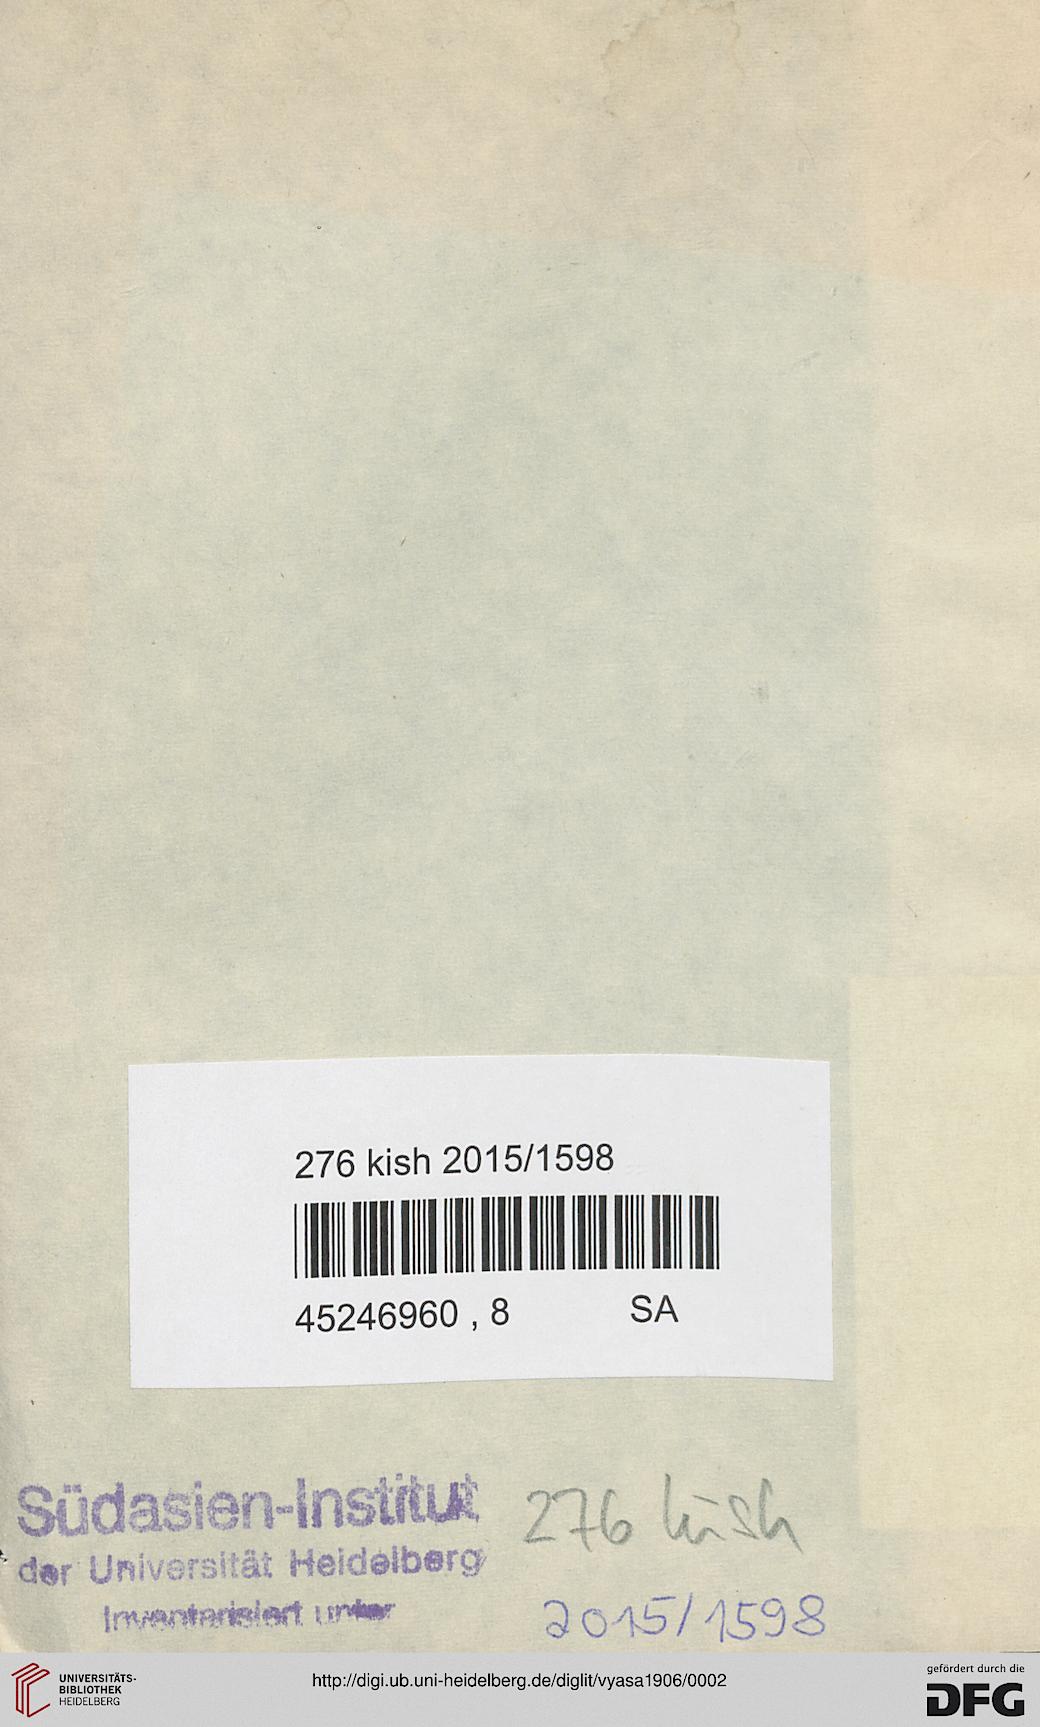 276 kish 2015/1598
45246960 , 8 SA
Südasien-Institut
der Universität Heidelberg
Inventarisiert unter
276 kish
2015/1598
UNIVERSITÄTS-
BIBLIOTHEK
HEIDELBERG
http://digi.ub.uni-heidelberg.de/diglit/vyasa1906/0002
gefördert durch die
DFG